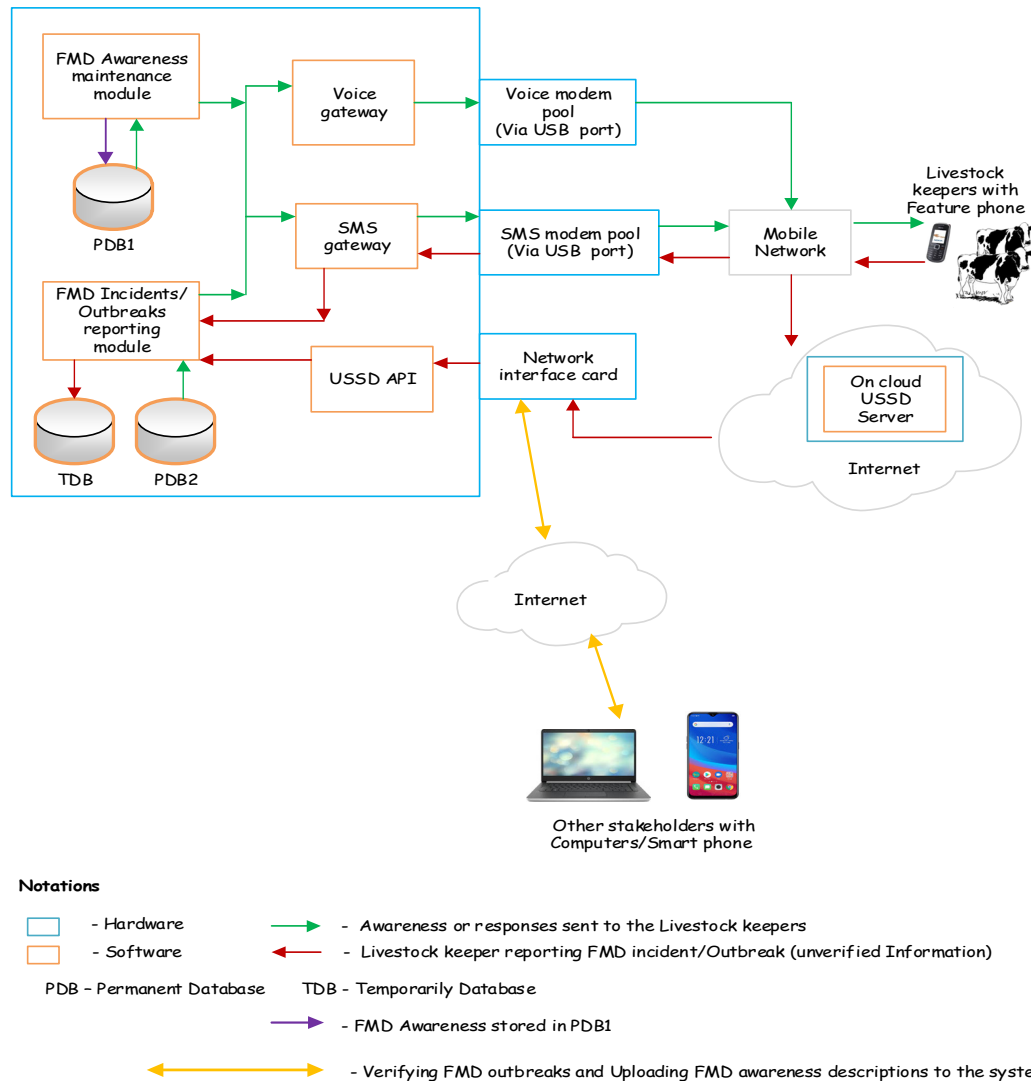 FMD Awareness
maintenance
module
Voice
gateway
Voice modem
pool
(Via USB port)
PDB1
SMS
gateway
SMS modem pool
(Via USB port)
Mobile
Network
Livestock
keepers with
Feature phone
FMD Incidents/
Outbreaks
reporting
module
USSD API
Network
interface card
On cloud
USSD
Server
Internet
TDB
PDB2
Internet
12:21
Other stakeholders with
Computers/Smart phone
Notations
- Hardware
- Awareness or responses sent to the Livestock keepers
- Software
- Livestock keeper reporting FMD incident/Outbreak (unverified Information)
PDB – Permanent Database
TDB - Temporarily Database
- FMD Awareness stored in PDB1
- Verifying FMD outbreaks and Uploading FMD awareness descriptions to the syste